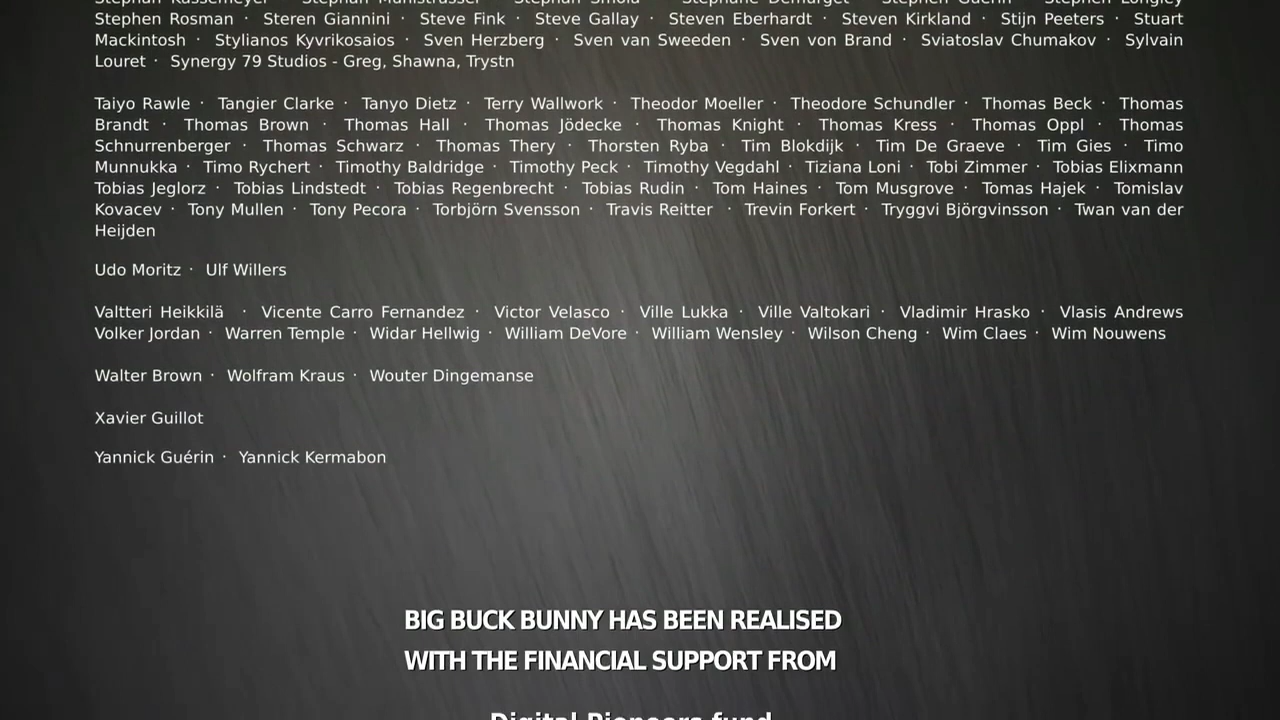 Stephan Kassemeyer · Stephan Mühlstrasser · Stephan Smola · Stephane Demurget · Stephen Guerin · Stephen Longley
Stephen Rosman · Steren Giannini · Steve Fink · Steve Gallay · Steven Eberhardt · Steven Kirkland · Stijn Peeters · Stuart
Mackintosh · Stylianos Kyvrikosaios · Sven Herzberg · Sven van Sweeden · Sven von Brand · Sviatoslav Chumakov · Sylvain
Louret · Synergy 79 Studios - Greg, Shawna, Trystn
Taiyo Rawle · Tangier Clarke · Tanyo Dietz · Terry Wallwork · Theodor Moeller · Theodore Schundler · Thomas Beck · Thomas
Brandt · Thomas Brown · Thomas Hall · Thomas Jödecke · Thomas Knight · Thomas Kress · Thomas Oppl · Thomas
Schnurrenberger · Thomas Schwarz · Thomas Thery · Thorsten Ryba · Tim Blokdijk · Tim De Graeve · Tim Gies · Timo
Munnukka · Timo Rychert · Timothy Baldridge · Timothy Peck · Timothy Vegdahl · Tiziana Loni · Tobi Zimmer · Tobias Elixmann
Tobias Jeglorz · Tobias Lindstedt · Tobias Regenbrecht · Tobias Rudin · Tom Haines · Tom Musgrove · Tomas Hajek · Tomislav
Kovacev · Tony Mullen · Tony Pecora · Torbjörn Svensson · Travis Reitter · Trevin Forkert · Tryggvi Björgvinsson · Twan van der
Heijden
Udo Moritz · Ulf Willers
Valtteri Heikkilä · Vicente Carro Fernandez · Victor Velasco · Ville Lukka · Ville Valtokari · Vladimir Hrasko · Vlasis Andrews
Volker Jordan · Warren Temple · Widar Hellwig · William DeVore · William Wensley · Wilson Cheng · Wim Claes · Wim Nouwens
Walter Brown · Wolfram Kraus · Wouter Dingemanse
Xavier Guillot
Yannick Guérin · Yannick Kermabon
BIG BUCK BUNNY HAS BEEN REALISED
WITH THE FINANCIAL SUPPORT FROM
Digital Pioneers fund